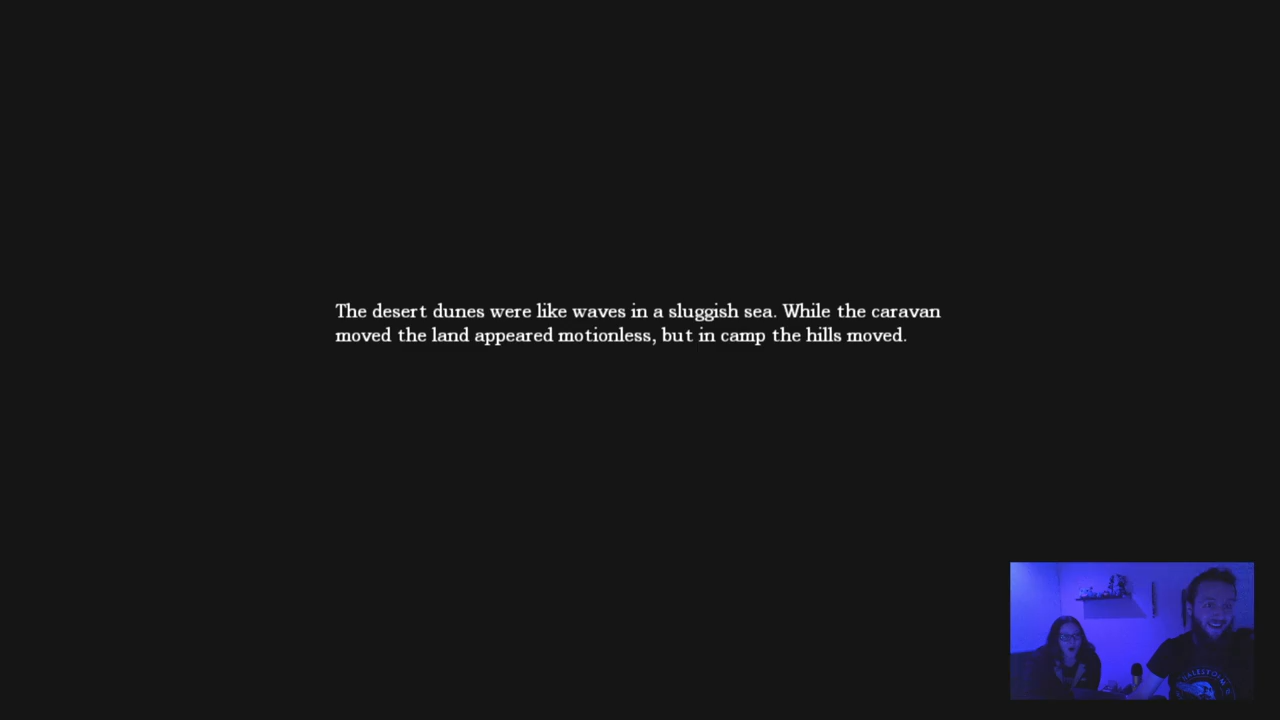 The desert dunes were like waves in a sluggish sea. While the caravan
moved the land appeared motionless, but in camp the hills moved.